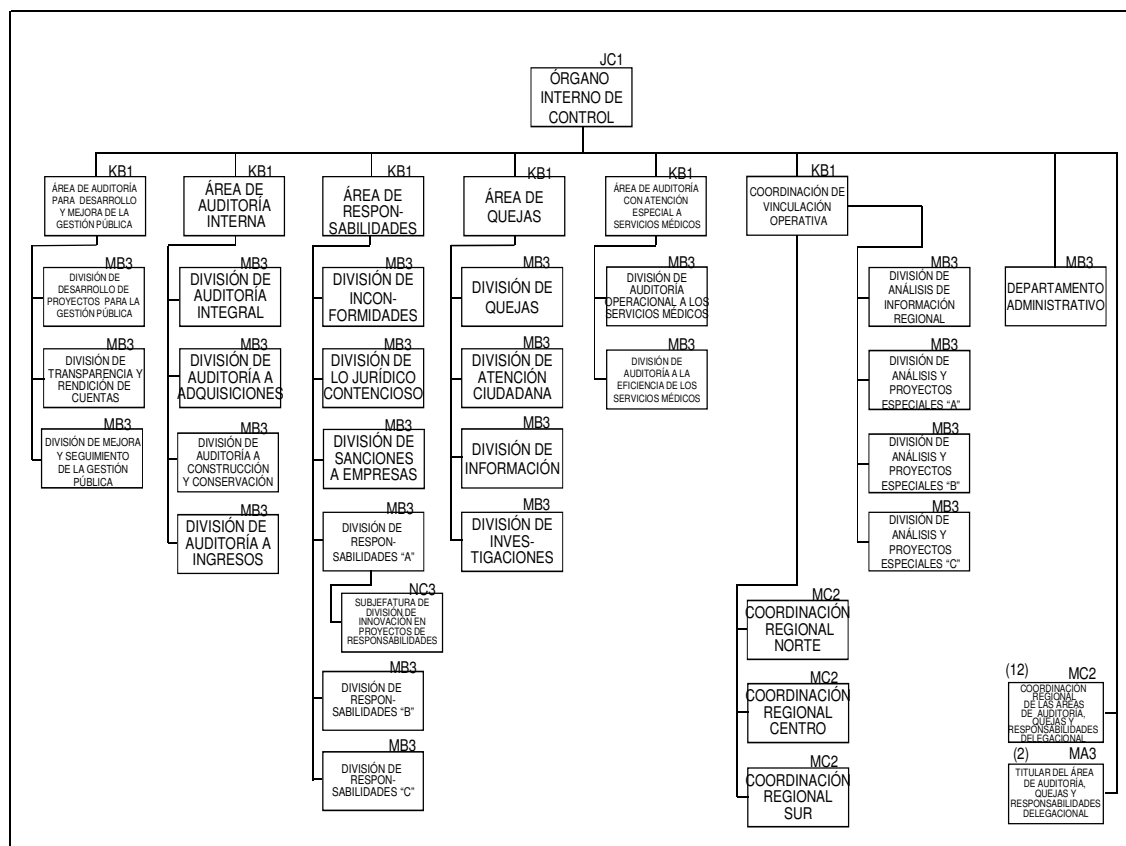 JC1
ÓRGANO
INTERNO DE
CONTROL
KB1
ÁREA DE AUDITORÍA
PARA DESARROLLO
Y MEJORA DE LA
GESTIÓN PÚBLICA
MB3
DIVISIÓN DE
DESARROLLO DE
PROYECTOS PARA LA
GESTIÓN PÚBLICA
MB3
DIVISIÓN DE
TRANSPARENCIA Y
RENDICIÓN DE
CUENTAS
MB3
DIVISIÓN DE MEJORA
Y SEGUIMIENTO
DE LA GESTIÓN
PÚBLICA
KB1
ÁREA DE
AUDITORÍA
INTERNA
MB3
DIVISIÓN DE
AUDITORÍA
INTEGRAL
MB3
DIVISIÓN DE
AUDITORÍA A
ADQUISICIONES
MB3
DIVISIÓN DE
AUDITORÍA A
CONSTRUCCIÓN
Y CONSERVACIÓN
MB3
DIVISIÓN DE
AUDITORÍA A
INGRESOS
KB1
ÁREA DE
RESPON-
SABILIDADES
MB3
DIVISIÓN DE
INCON-
FORMIDADES
MB3
DIVISIÓN DE
LO JURÍDICO
CONTENCIOSO
MB3
DIVISIÓN DE
SANCIONES
A EMPRESAS
MB3
DIVISIÓN DE
RESPON-
SABILIDADES “A”
NC3
SUBJEFATURA DE
DIVISIÓN DE
INNOVACIÓN EN
PROYECTOS DE
RESPONSABILIDADES
MB3
DIVISIÓN DE
RESPON-
SABILIDADES “B”
MB3
DIVISIÓN DE
RESPON-
SABILIDADES “C”
KB1
ÁREA DE
QUEJAS
MB3
DIVISIÓN DE
QUEJAS
MB3
DIVISIÓN DE
ATENCIÓN
CIUDADANA
MB3
DIVISIÓN DE
INFORMACIÓN
MB3
DIVISIÓN DE
INVES-
TIGACIONES
KB1
ÁREA DE AUDITORÍA
CON ATENCIÓN
ESPECIAL A
SERVICIOS MÉDICOS
MB3
DIVISIÓN DE
AUDITORÍA
OPERACIONAL A LOS
SERVICIOS MÉDICOS
MB3
DIVISIÓN DE
AUDITORÍA A LA
EFICIENCIA DE LOS
SERVICIOS MÉDICOS
KB1
COORDINACIÓN DE
VINCULACIÓN
OPERATIVA
MB3
DIVISIÓN DE
ANÁLISIS DE
INFORMACIÓN
REGIONAL
MB3
DIVISIÓN DE
ANÁLISIS Y
PROYECTOS
ESPECIALES “A”
MB3
DIVISIÓN DE
ANÁLISIS Y
PROYECTOS
ESPECIALES “B”
MB3
DIVISIÓN DE
ANÁLISIS Y
PROYECTOS
ESPECIALES “C”
MC2
COORDINACIÓN
REGIONAL
NORTE
MC2
COORDINACIÓN
REGIONAL
CENTRO
MC2
COORDINACIÓN
REGIONAL
SUR
MB3
DEPARTAMENTO
ADMINISTRATIVO
(12) MC2
COORDINACIÓN
REGIONAL
DE LAS ÁREAS
DE AUDITORÍA,
QUEJAS Y
RESPONSABILIDADES
DELEGACIONAL
(2) MA3
TITULAR DEL ÁREA
DE AUDITORÍA,
QUEJAS Y
RESPONSABILIDADES
DELEGACIONAL